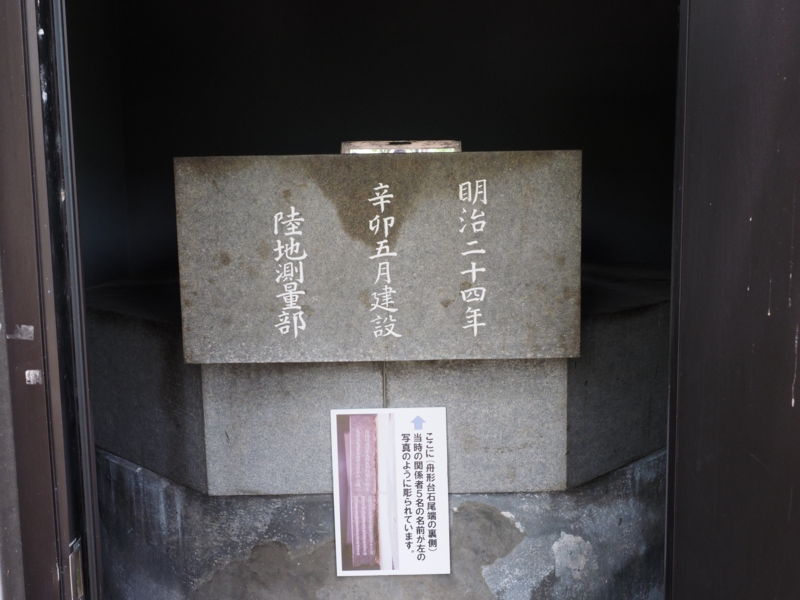 明治二十四年
辛卯五月建設
陸地測量部
ここに（舟形台石尾端の裏側）
当時の関係者5名の名前が左の
写真のように彫られています。